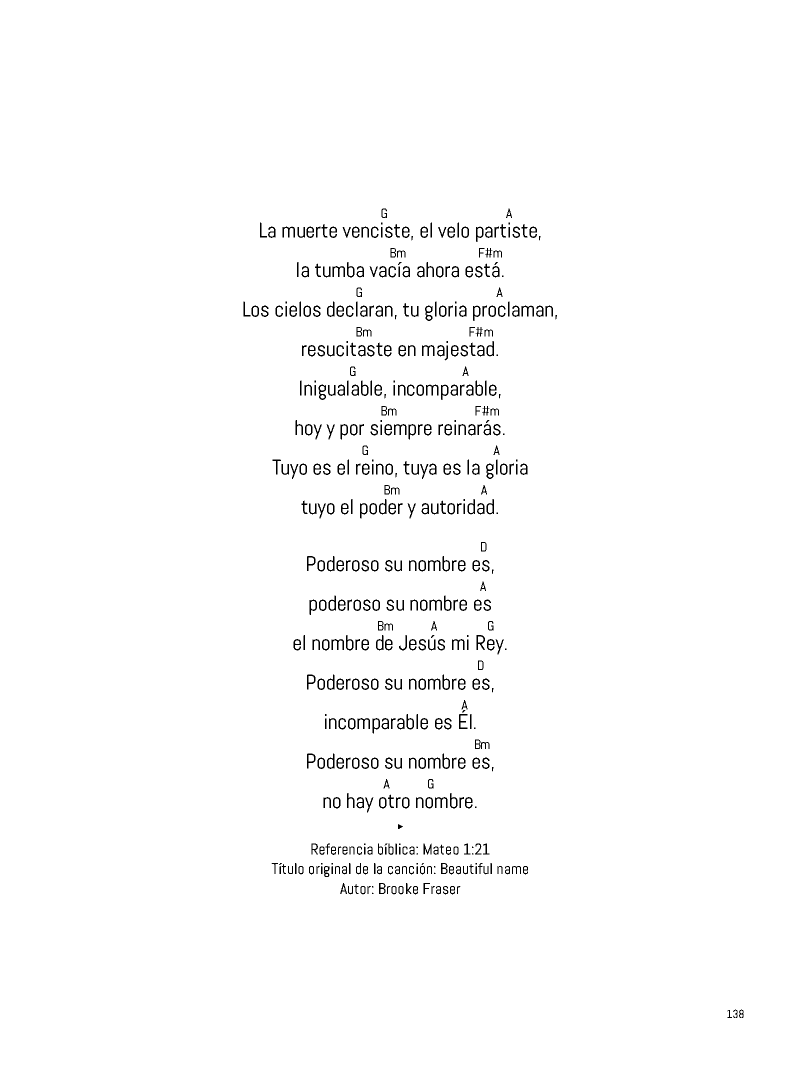 G A
La muerte venciste, el velo partiste,
Bm F#m
la tumba vacía ahora está.
G A
Los cielos declaran, tu gloria proclaman,
Bm F#m
resucitaste en majestad.
G A
Inigualable, incomparable,
Bm F#m
hoy y por siempre reinarás.
G A
Tuyo es el reino, tuya es la gloria
Bm A
tuyo el poder y autoridad.
D
Poderoso su nombre es,
A
poderoso su nombre es
Bm A G
el nombre de Jesús mi Rey.
D
Poderoso su nombre es,
A
incomparable es Él.
Bm
Poderoso su nombre es,
A G
no hay otro nombre.
Referencia bíblica: Mateo 1:21
Título original de la canción: Beautiful name
Autor: Brooke Fraser
138